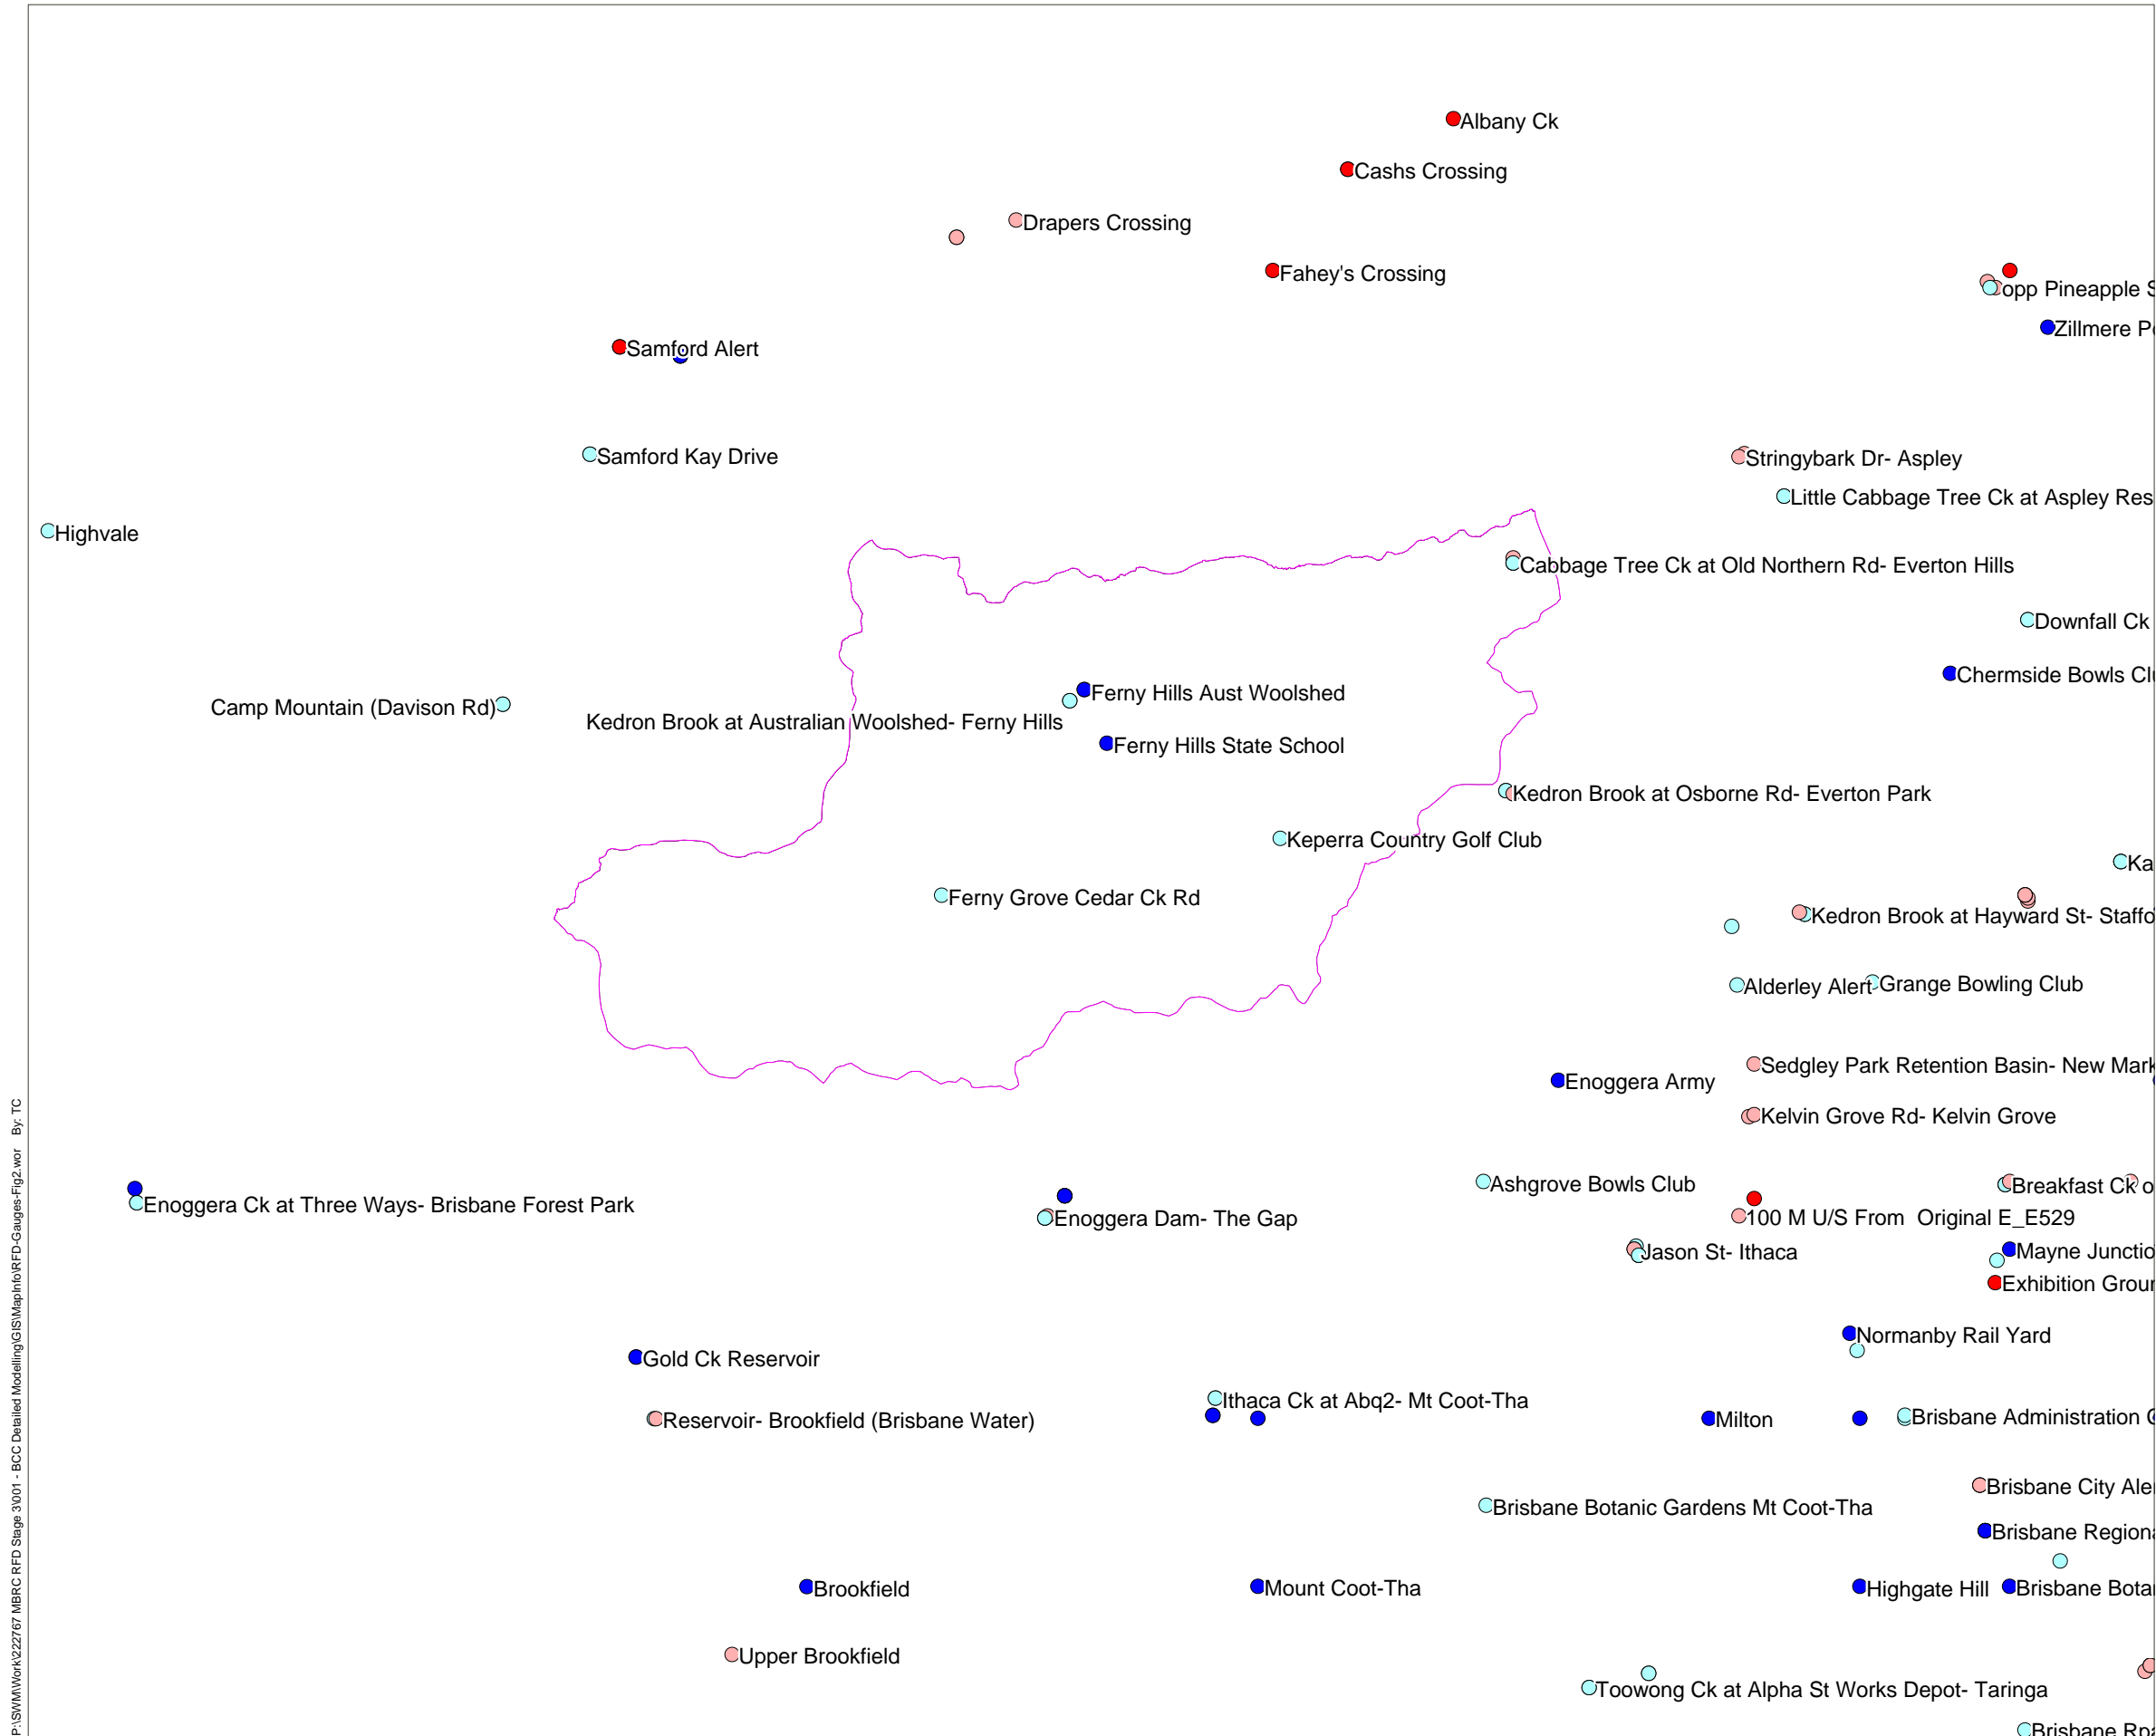 Albany Ck
Cashs Crossing
Drapers Crossing
Fahey's Crossing
opp Pineapple S
Zillmere P
Samford Alert
Samford Kay Drive
Stringybark Dr- Aspley
Little Cabbage Tree Ck at Aspley Res
Highvale
Cabbage Tree Ck at Old Northern Rd- Everton Hills
Downfall Ck
Chermside Bowls Clu
Ferny Hills Aust Woolshed
Camp Mountain (Davison Rd)
Kedron Brook at Australian Woolshed- Ferny Hills
Ferny Hills State School
Kedron Brook at Osborne Rd- Everton Park
Keperra Country Golf Club
Ka
Ferny Grove Cedar Ck Rd
Kedron Brook at Hayward St- Staffo
Alderley Alert
Grange Bowling Club
Sedgley Park Retention Basin- New Mark
Enoggera Army
Kelvin Grove Rd- Kelvin Grove
Ashgrove Bowls Club
Breakfast Ck o
Enoggera Ck at Three Ways- Brisbane Forest Park
Enoggera Dam- The Gap
100 M U/S From  Original E_E529
Jason St- Ithaca
Mayne Junctio
Exhibition Groun
Normanby Rail Yard
Gold Ck Reservoir
Ithaca Ck at Abq2- Mt Coot-Tha
Reservoir- Brookfield (Brisbane Water)
Milton
Brisbane Administration C
Brisbane City Aler
Brisbane Botanic Gardens Mt Coot-Tha
Brisbane Regiona
Brookfield
Mount Coot-Tha
Highgate Hill
Brisbane Botan
Upper Brookfield
Toowong Ck at Alpha St Works Depot- Taringa
Brisbane Rpa
P:\SWM\Work\222767 MBRC RFD Stage 3\001 - BCC Detailed Modelling\GIS\MapInfo\RFD-Gauges-Fig2.wor    By: TC